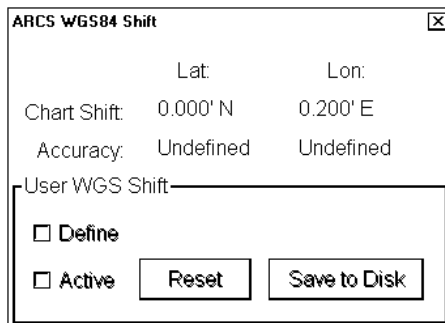 ARCS WGS84 Shift
Lat: Lon:
Chart Shift: 0.000' N 0.200' E
Accuracy: Undefined Undefined
User WGS Shift
Define
Active Reset Save to Disk